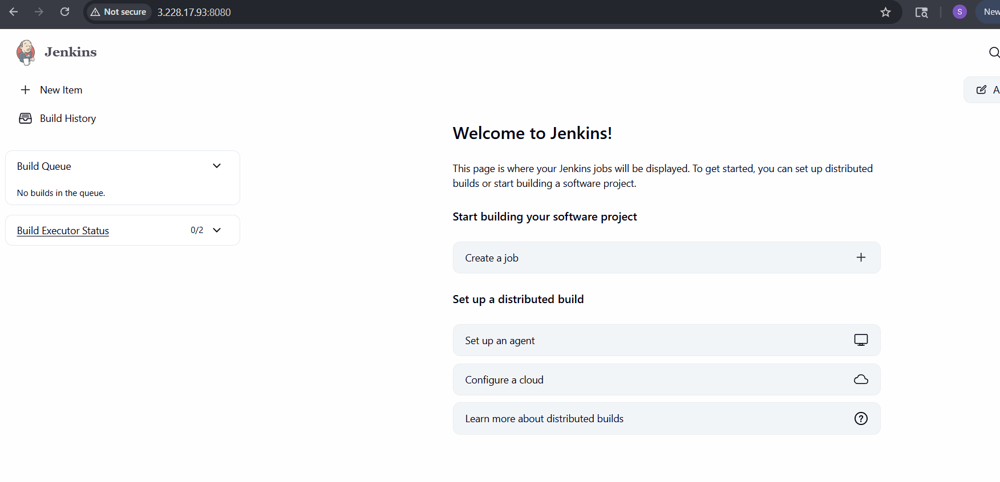 Not secure 3.228.17.93:8080
S
New
Jenkins
New Item
A
Build History
Welcome to Jenkins!
Build Queue
This page is where your Jenkins jobs will be displayed. To get started, you can set up distributed
builds or start building a software project.
No builds in the queue.
Start building your software project
Build Executor Status 0/2
Create a job
Set up a distributed build
Set up an agent
Configure a cloud
Learn more about distributed builds